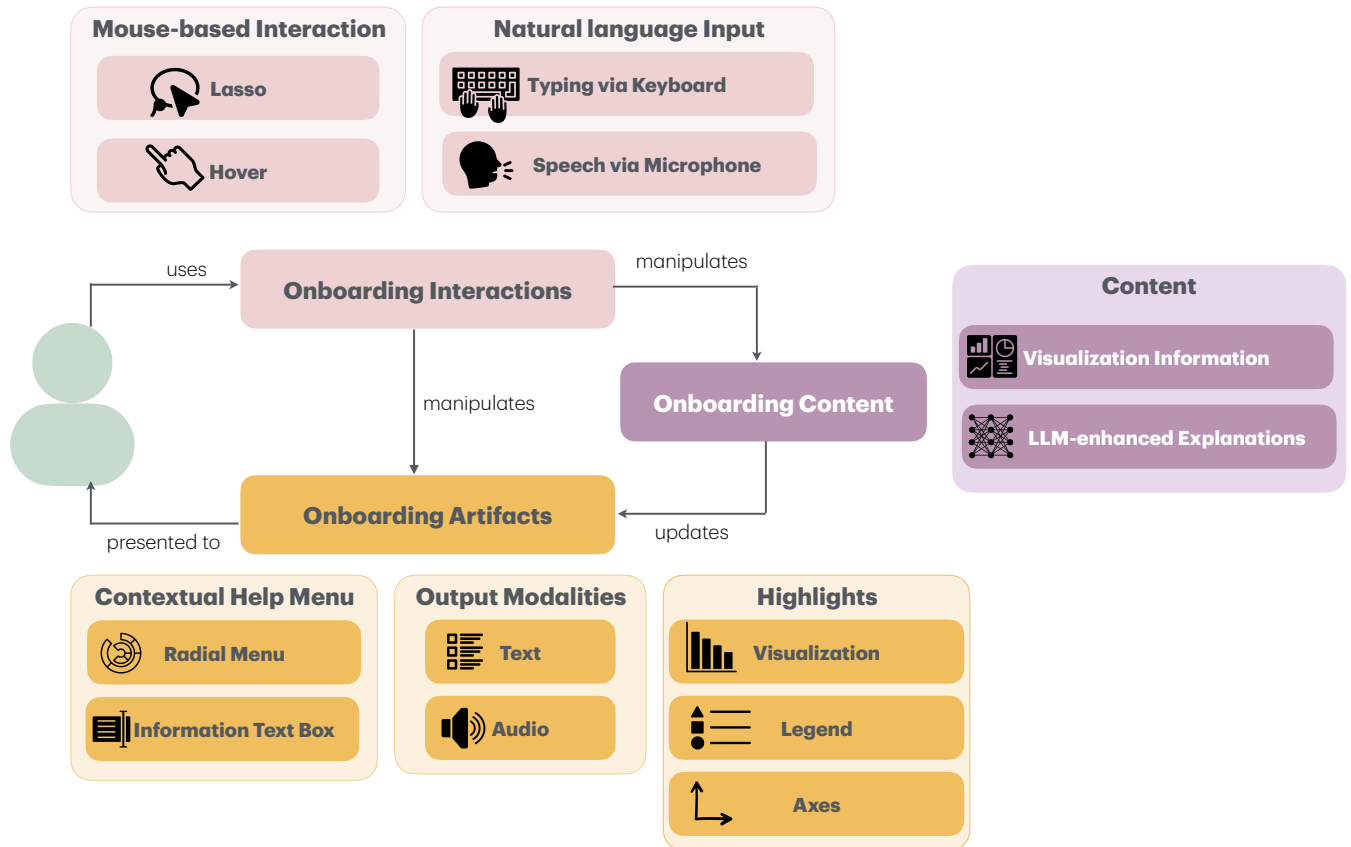 Mouse-based Interaction
Lasso
Hover
Natural language Input
Typing via Keyboard
Speech via Microphone
uses
Onboarding Interactions
manipulates
manipulates
Onboarding Content
Content
Visualization Information
LLM-enhanced Explanations
Onboarding Artifacts
updates
presented to
Contextual Help Menu
Radial Menu
Information Text Box
Output Modalities
Text
Audio
Highlights
Visualization
Legend
Axes